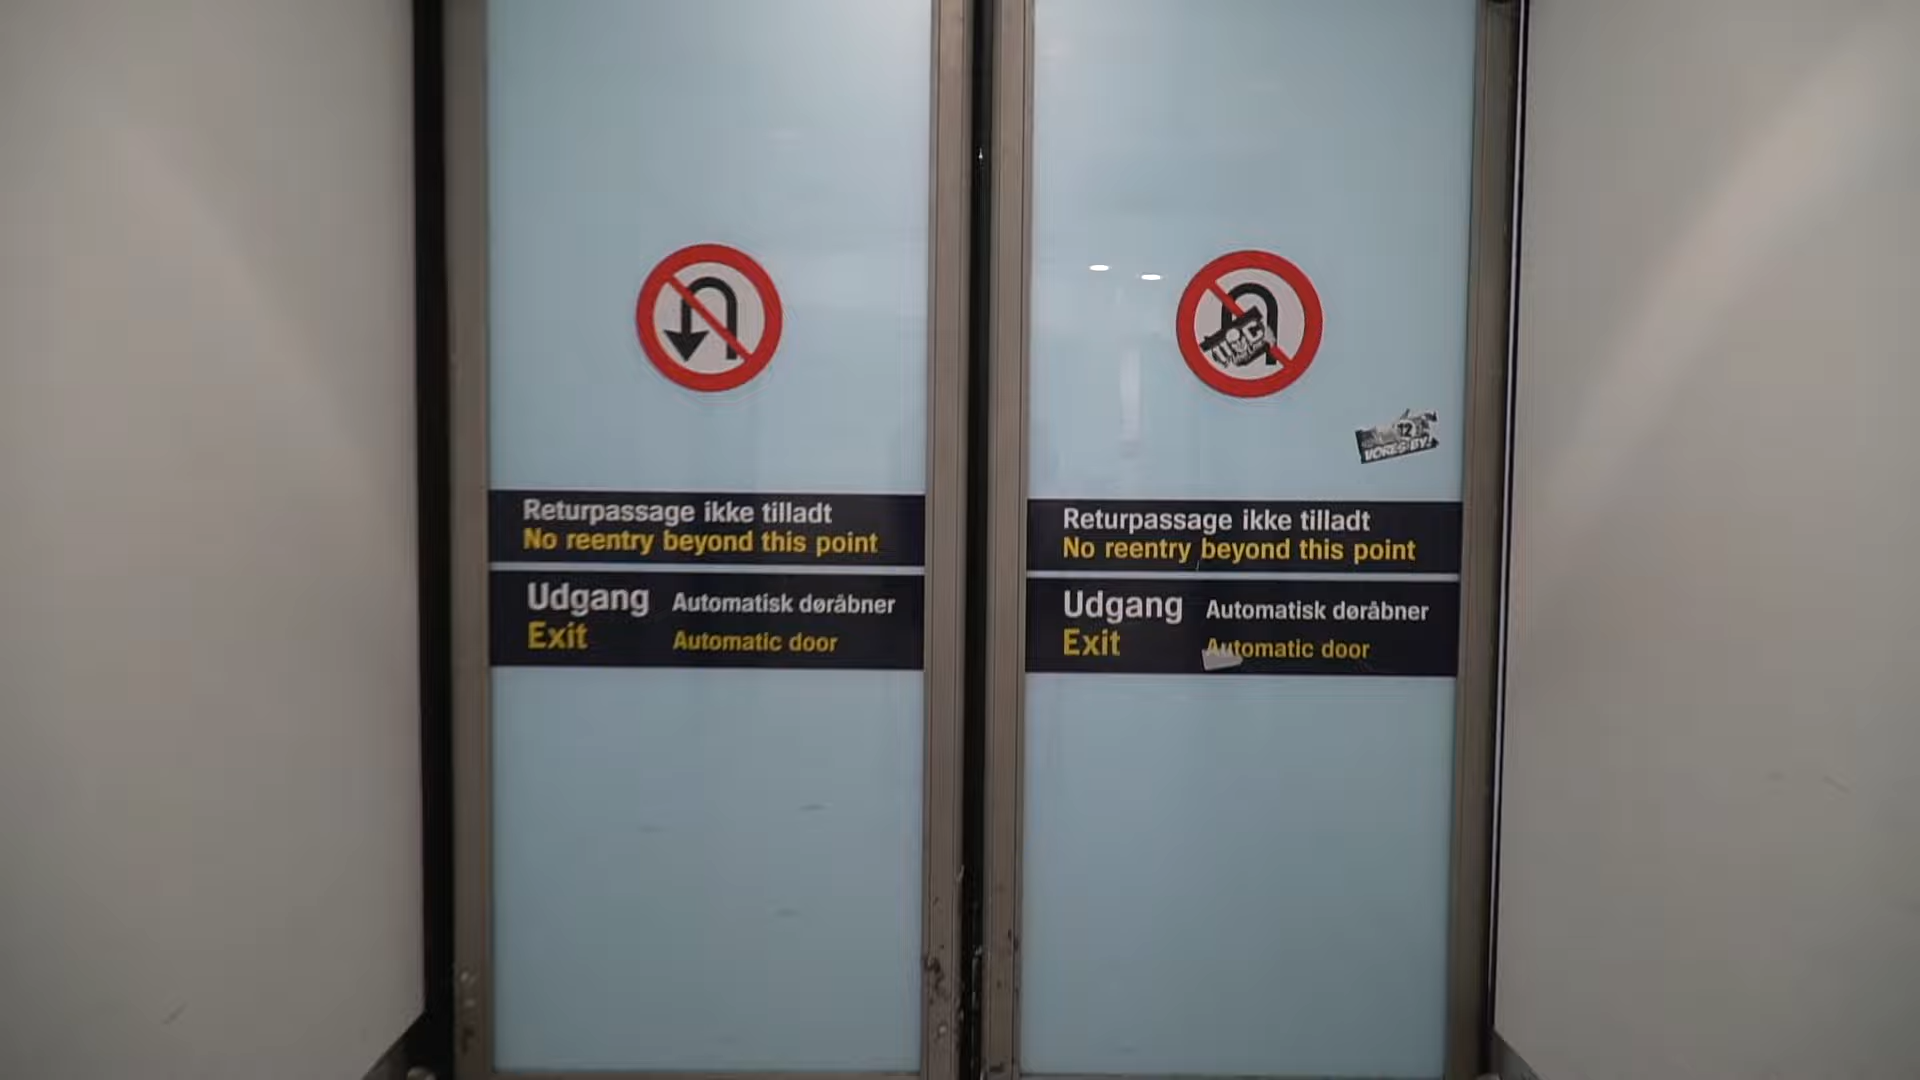 Returpassage ikke tilladt
No reentry beyond this point
Udgang Automatisk døråbner
Exit Automatic door
Returpassage ikke tilladt
No reentry beyond this point
Udgang Automatisk døråbner
Exit Automatic door
12
VORES BY